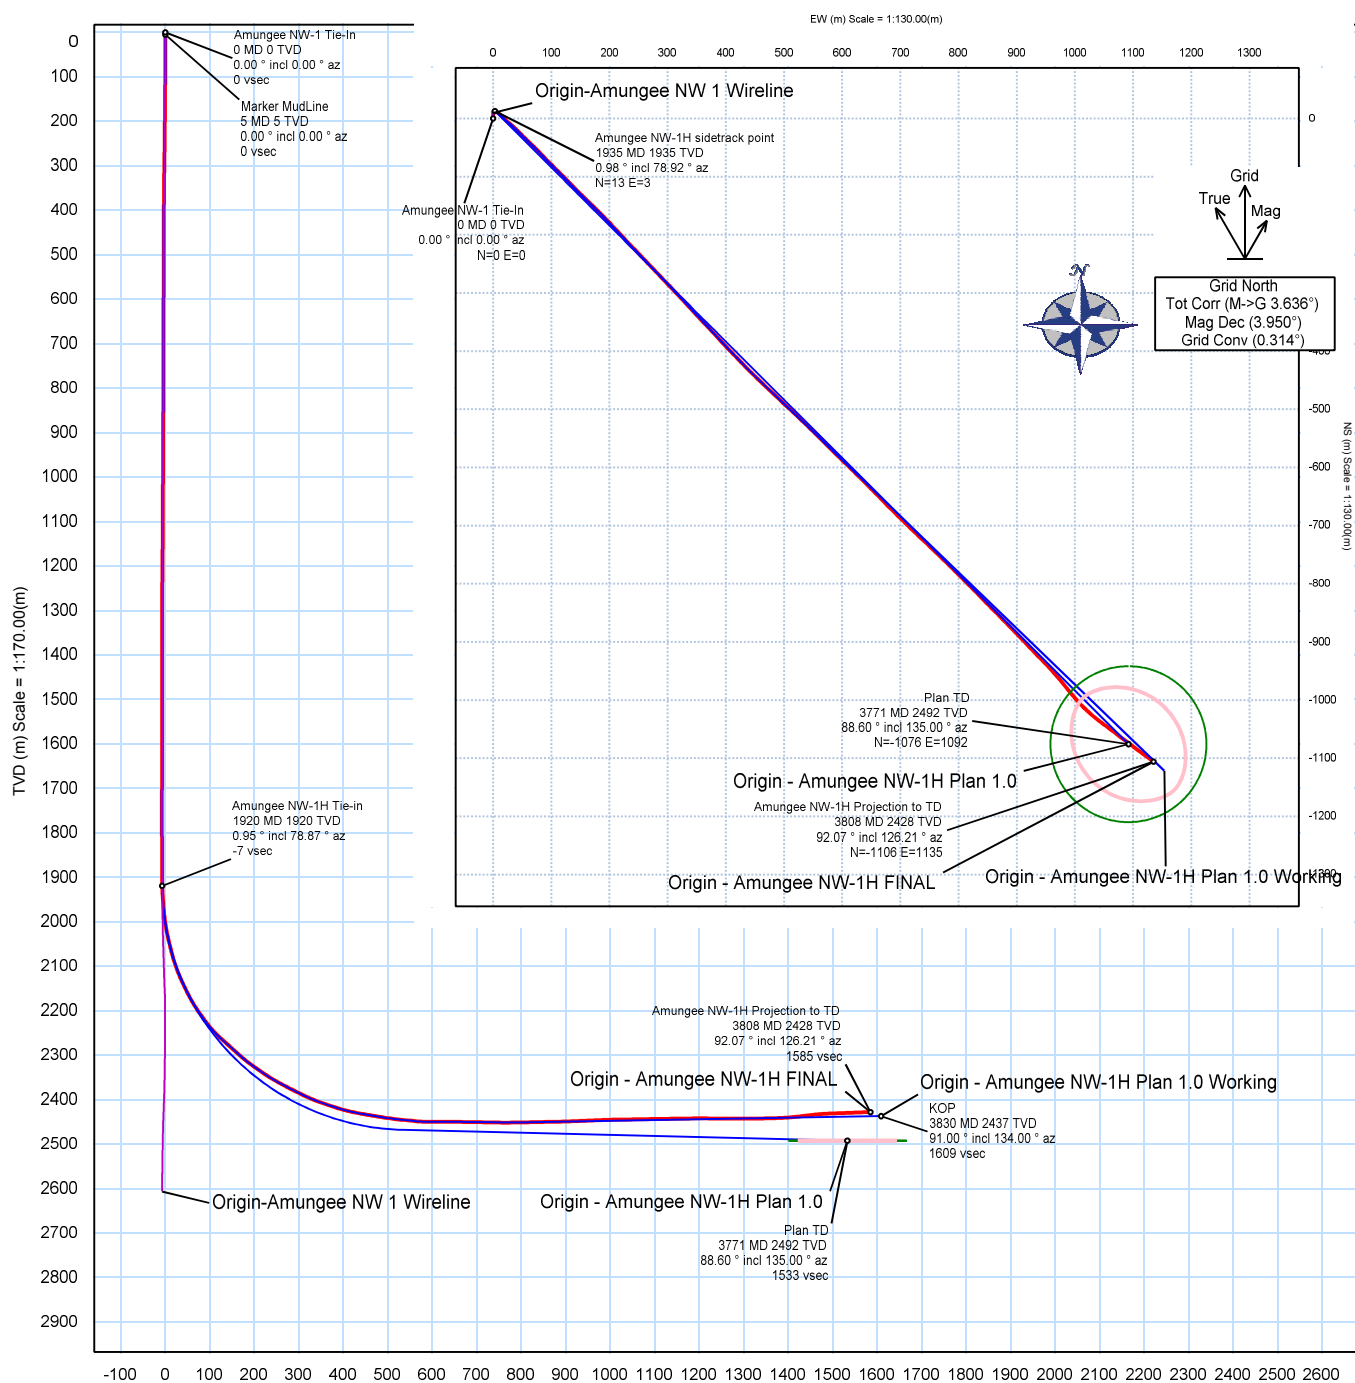 EW (m) Scale = 1:130.00(m)
0 100 200 300 400 500 600 700 800 900 1000 1100 1200 1300
Origin-Amungee NW 1 Wireline
Amungee NW-1H sidetrack point
1935 MD 1935 TVD
0.98 ° incl 78.92 ° az
N=13 E=3
Amungee NW-1 Tie-In
0 MD 0 TVD
0.00 ° incl 0.00 ° az
N=0 E=0
Grid
True
Mag
N
Grid North
Tot Corr (M->G 3.636°)
Mag Dec (3.950°)
Grid Conv (0.314°)
0
-400
-500
-600
-700
-800
-900
-1000
-1100
-1200
-1300
NS (m) Scale = 1:130.00(m)
Plan TD
3771 MD 2492 TVD
88.60 ° incl 135.00 ° az
N=-1076 E=1092
Origin - Amungee NW-1H Plan 1.0
Amungee NW-1H Projection to TD
3808 MD 2428 TVD
92.07 ° incl 126.21 ° az
N=-1106 E=1135
Origin - Amungee NW-1H FINAL
Origin - Amungee NW-1H Plan 1.0 Working
Amungee NW-1 Tie-In
0 MD 0 TVD
0.00 ° incl 0.00 ° az
0 vsec
Marker MudLine
5 MD 5 TVD
0.00 ° incl 0.00 ° az
0 vsec
TVD (m) Scale = 1:170.00(m)
0
100
200
300
400
500
600
700
800
900
1000
1100
1200
1300
1400
1500
1600
1700
1800
1900
2000
2100
2200
2300
2400
2500
2600
2700
2800
2900
Amungee NW-1H Tie-in
1920 MD 1920 TVD
0.95 ° incl 78.87 ° az
-7 vsec
Amungee NW-1H Projection to TD
3808 MD 2428 TVD
92.07 ° incl 126.21 ° az
1585 vsec
Origin - Amungee NW-1H FINAL
Origin - Amungee NW-1H Plan 1.0 Working
KOP
3830 MD 2437 TVD
91.00 ° incl 134.00 ° az
1609 vsec
Origin-Amungee NW 1 Wireline
Origin - Amungee NW-1H Plan 1.0
Plan TD
3771 MD 2492 TVD
88.60 ° incl 135.00 ° az
1533 vsec
-100 0 100 200 300 400 500 600 700 800 900 1000 1100 1200 1300 1400 1500 1600 1700 1800 1900 2000 2100 2200 2300 2400 2500 2600